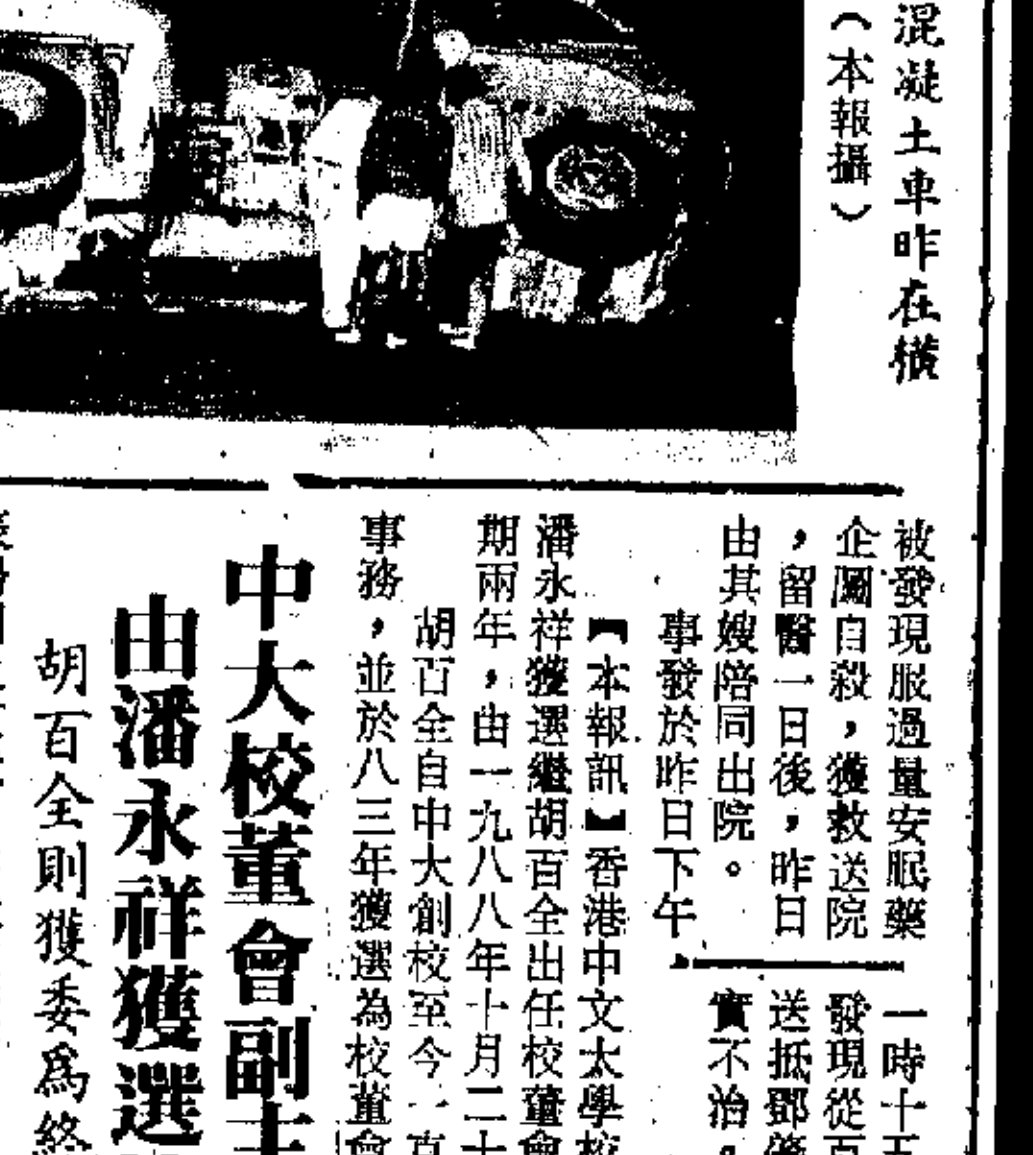 混凝土車昨在橫
（本報攝）
被發現服過量安眠藥
企圖自殺，獲救送院
，留醫一日後，昨日
由其嫂陪同出院。
事發於昨日下午
一時十五
發現從百
送抵鄧
實不治。
中大校董會副主
由潘永祥獲選
胡百全則獲委爲終
【本報訊】香港中文大學校
潘永祥獲選繼胡百全出任校董會
期兩年，由一九八八年十月二十
胡百全自中大創校至今一直
事務，並於八三年獲選為校董會